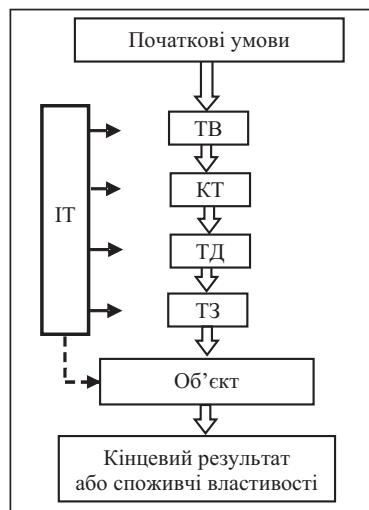 Початкові умови
ТВ
КТ
ІТ
ТД
ТЗ
Об’єкт
Кінцевий результат
або споживчі властивості